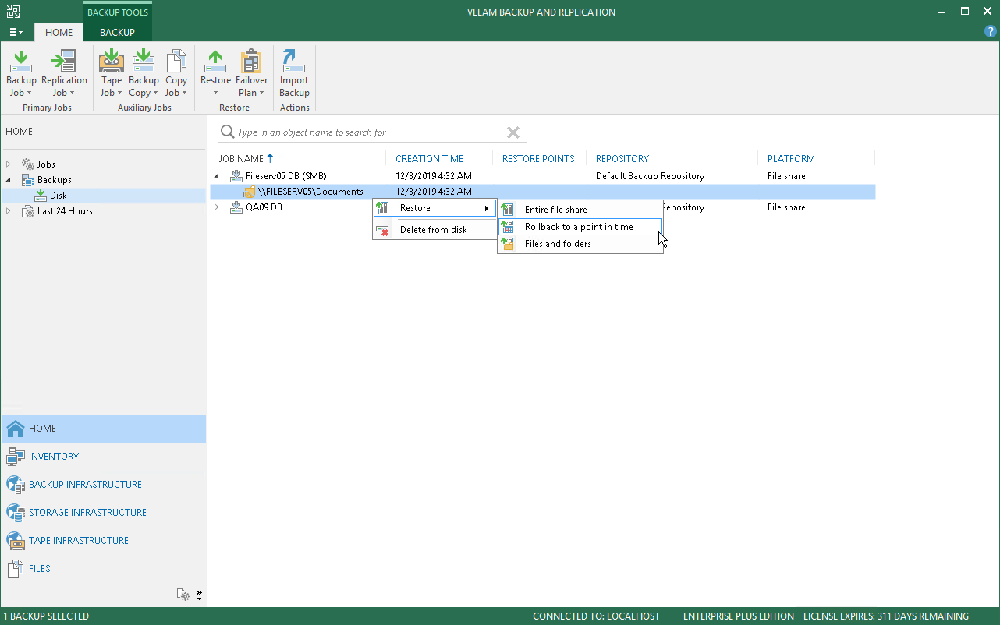 BACKUP TOOLS
VEEAM BACKUP AND REPLICATION
HOME
BACKUP
?
Backup Job
Replication Job
Tape Job
Backup Copy
Copy Job
Restore
Failover Plan
Import Backup
Primary Jobs
Auxiliary Jobs
Restore
Actions
HOME
Type in an object name to search for
Jobs
Backups
Disk
Last 24 Hours
JOB NAME
CREATION TIME
RESTORE POINTS
REPOSITORY
PLATFORM
Fileserv05 DB (SMB)
12/3/2019 4:32 AM
Default Backup Repository
File share
\\FILESERV05\Documents
12/3/2019 4:32 AM
1
QA09 DB
Repository
File share
Restore
Delete from disk
Entire file share
Rollback to a point in time
Files and folders
HOME
INVENTORY
BACKUP INFRASTRUCTURE
STORAGE INFRASTRUCTURE
TAPE INFRASTRUCTURE
FILES
1 BACKUP SELECTED
CONNECTED TO: LOCALHOST
ENTERPRISE PLUS EDITION
LICENSE EXPIRES: 311 DAYS REMAINING